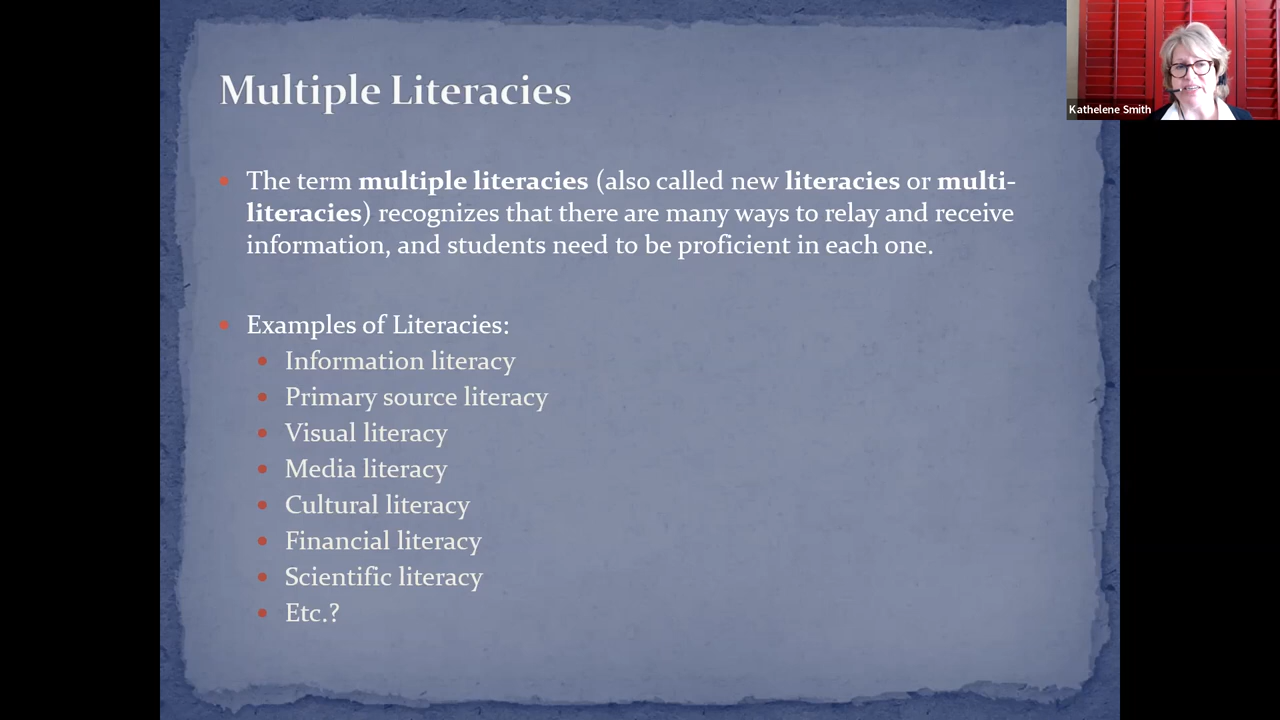 Multiple Literacies
Kathelene Smith
The term multiple literacies (also called new literacies or multi-
literacies) recognizes that there are many ways to relay and receive
information, and students need to be proficient in each one.
Examples of Literacies:
Information literacy
Primary source literacy
Visual literacy
Media literacy
Cultural literacy
Financial literacy
Scientific literacy
Etc.?